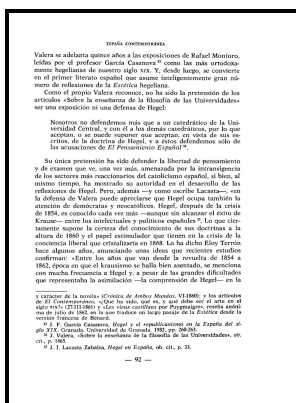 ESPAÑA CONTEMPORÁNEA
Valera se adelanta quince años a las exposiciones de Rafael Montoro,
leídas por el profesor García Casanova como las más ortodoxa-
mente hegelianas de nuestro siglo XIX. Y, desde luego, se convierte
en el primer literato español que asume inteligentemente gran nú-
mero de reflexiones de la Estética hegeliana.
Como el propio Valera reconoce, no ha sido la pretensión de los
artículos «Sobre la enseñanza de la filosofía de las Universidades»
ser una exposición ni una defensa de Hegel:
Nosotros no defendemos más que a un catedrático de la Uni-
versidad Central, y con él a los demás catedráticos, por lo que
aceptan, o se puede suponer que aceptan, en vista de sus es-
critos, de la doctrina de Hegel, y a éstos defendemos sólo de
las acusaciones de El Pensamiento Español
Su única pretensión ha sido defender la libertad de pensamiento
y de examen que ve, una vez más, amenazada por la intransigencia
de los sectores más reaccionarios del catolicismo español, si bien, al
mismo tiempo, ha mostrado su autoridad en el desarrollo de las
reflexiones de Hegel. Pero, además —y como escribe Lacasta—, «en
la defensa de Valera puede apreciarse que Hegel ocupa también la
atención de demócratas y neocatólicos. Hegel, después de la crisis
de 1854, es conocido cada vez más —aunque sin alcanzar el éxito de
Krause— entre los intelectuales y políticos españoles . Lo que cier-
tamente supone la certeza del conocimiento de sus doctrinas a la
altura de 1860 y el papel estimulador que tienen en la crisis de la
conciencia liberal que cristalizaría en 1868. Lo ha dicho Eloy Terrón
hace algunos años, anunciando unas ideas que recientes estudios
confirman: «Entre los años que van desde la revuelta de 1854 a
1862, época en que el krausismo se halla bien asentado, se menciona
con mucha frecuencia a Hegel y, a pesar de las grandes dificultades
que representaba la asimilación —la comprensión de Hegel— en la
y carácter de la novela» (Crónica de Ambos Mundos, VI-1860); y los artículos
de El Contemporáneo, «¿Qué ha sido, qué es, y qué debe ser el arte en el
siglo XIX?» (27-III-1861) y «Les vieux castillans par Puymaigre», reseña anóni-
ma de julio de 1862, en la que traduce un largo pasaje de la Estética desde la
versión francesa de Bénard.
J. F. García Casanova, Hegel y el republicanismo en la España del si-
glo XIX, Granada, Universidad de Granada, 1982, pp. 260-263.
J. Valera, «Sobre la enseñanza de la filosofía de las Universidades», ob.
cit., p. 1465.
J. I. Lacasta Zabalza, Hegel en España, ob. cit., p. 33.
— 92 —